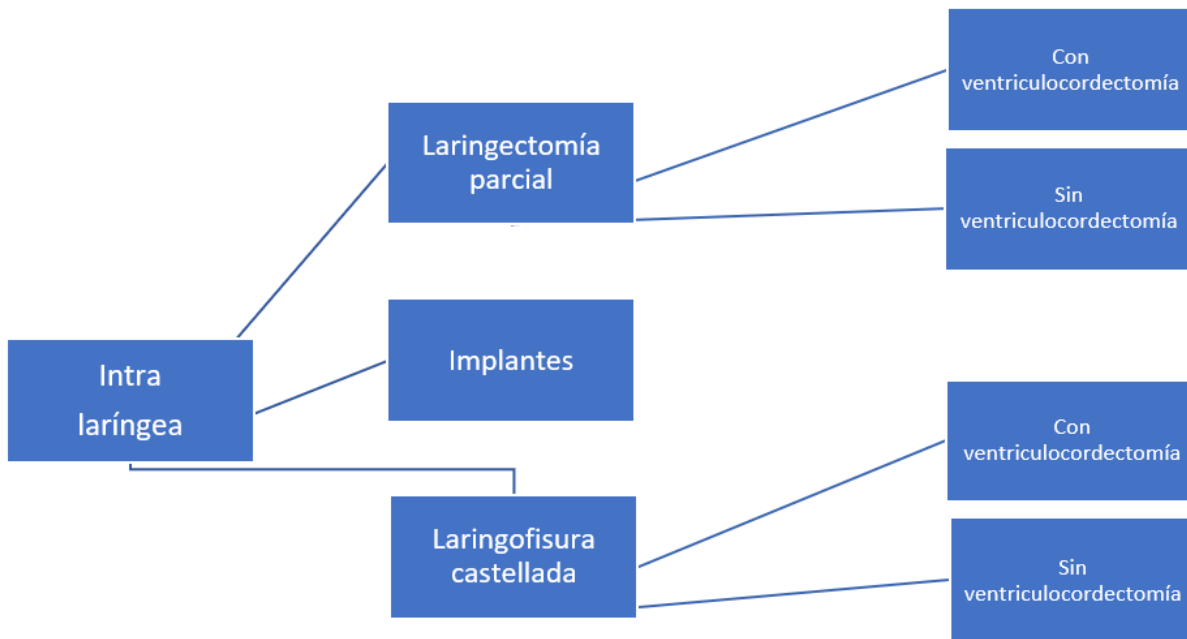 Intra
laríngea
Laringectomía
parcial
Con
ventriculocordectomía
Sin
ventriculocordectomía
Implantes
Laringofisura
castellada
Con
ventriculocordectomía
Sin
ventriculocordectomía